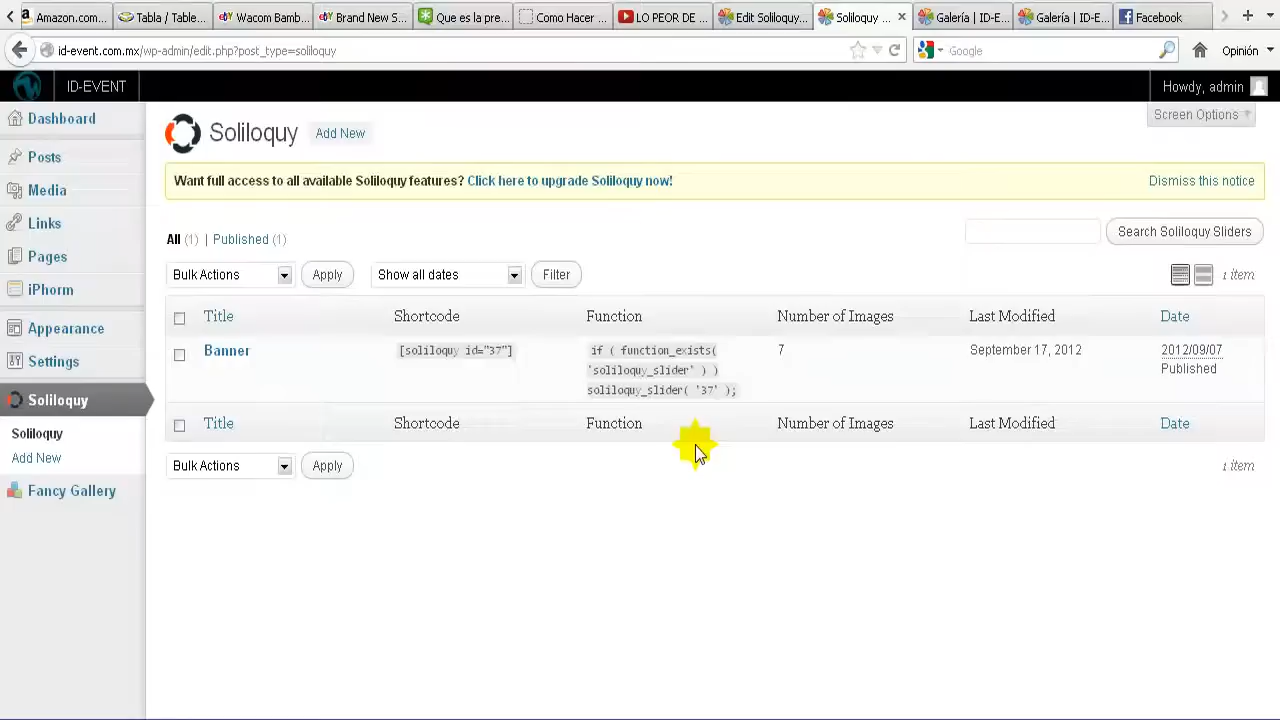 Amazon.com...
Table / Table...
Wacom Bamb
Brand New S...
Que es la pre...
Como Hacer ...
LO PEOR DE
Edit Soliloquy...
Soliloquy ...
Galería | ID-E...
Galería | ID-E...
Facebook
id-event.com.mx/wp-admin/edit.php?post_type=soliloquy
Google
Opinión
ID-EVENT
Howdy, admin
Dashboard
Posts
Media
Links
Pages
iPhorm
Appearance
Settings
Soliloquy
Soliloquy
Add New
Fancy Gallery
Screen Options
Soliloquy
Add New
Want full access to all available Soliloquy features? Click here to upgrade Soliloquy now!
Dismiss this notice
All (1) | Published (1)
Search Soliloquy Sliders
Bulk Actions
Apply
Show all dates
Filter
1 item
Title
Shortcode
Function
Number of Images
Last Modified
Date
Banner
[soliloquy id="37"]
if ( function_exists(
'soliloquy_slider' ) )
soliloquy_slider( '37' );
7
September 17, 2012
2012/09/07
Published
Title
Shortcode
Function
Number of Images
Last Modified
Date
Bulk Actions
Apply
1 item